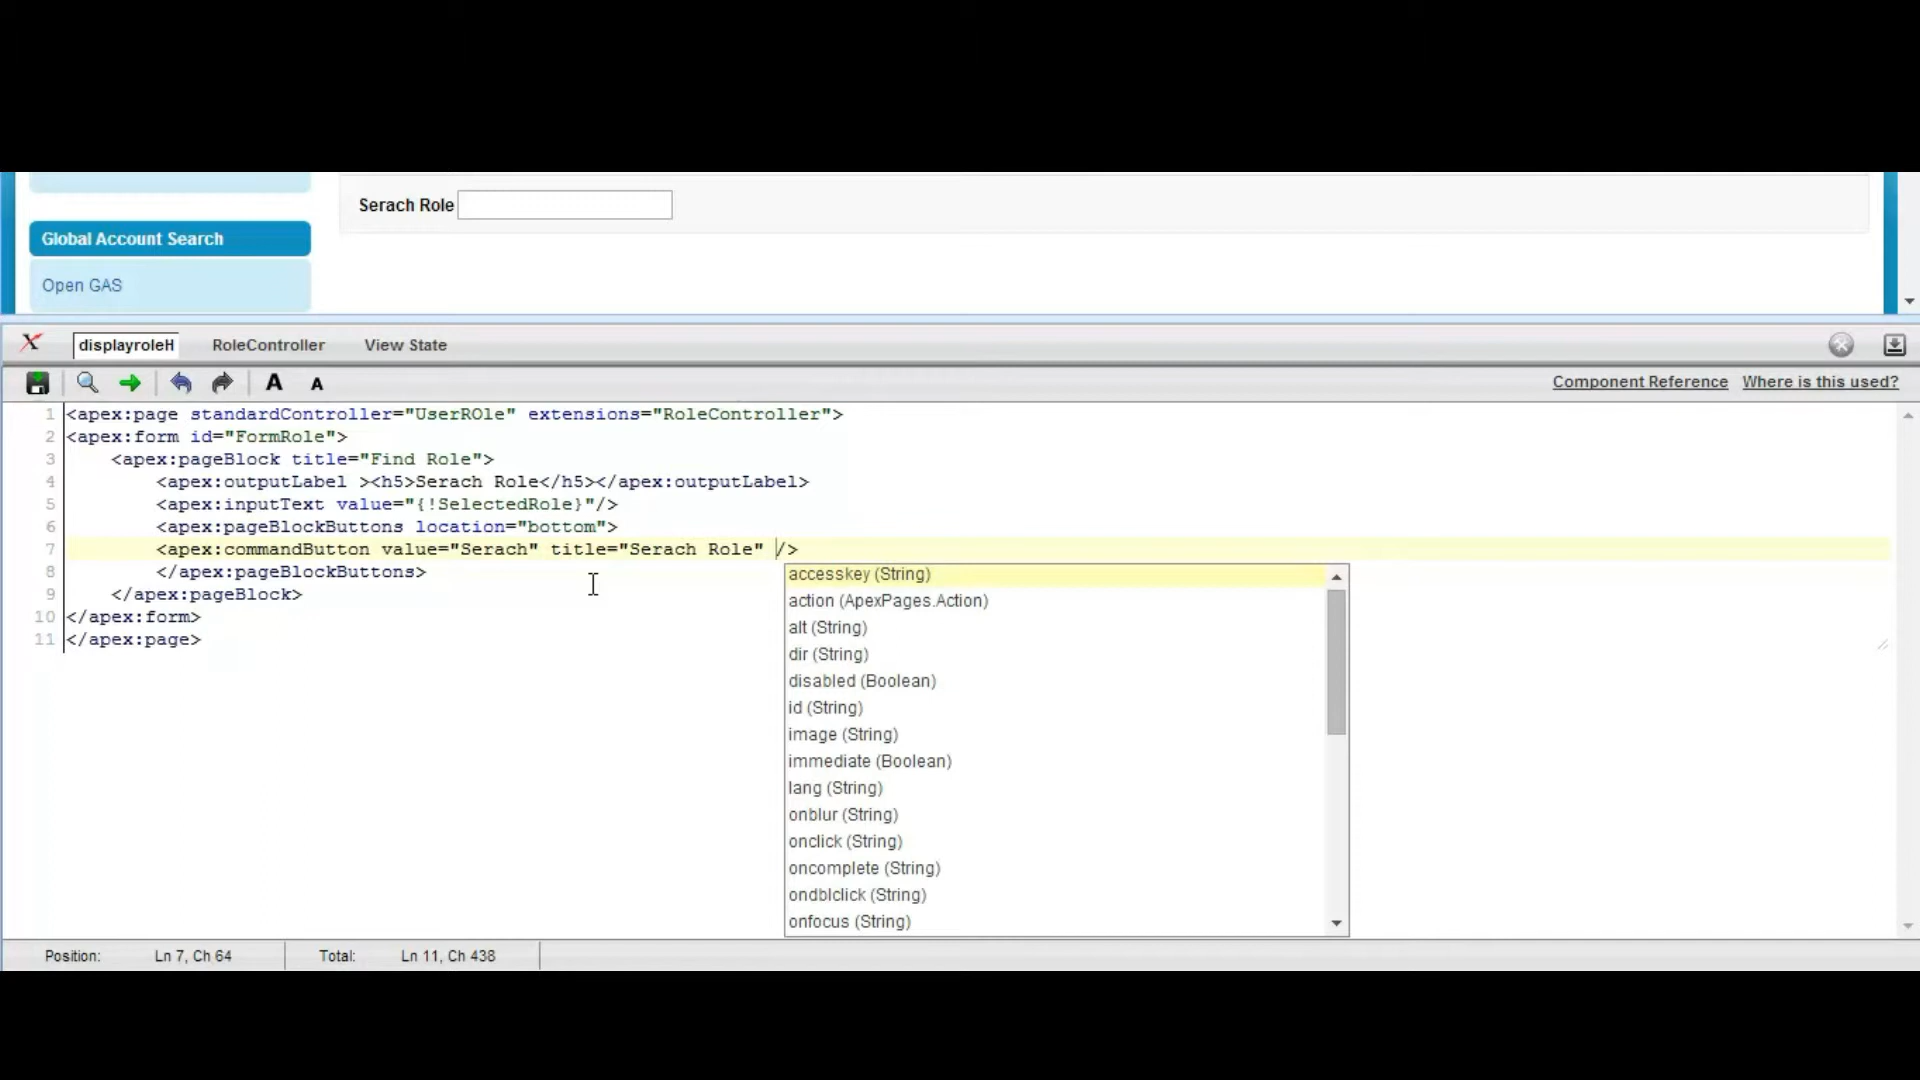 Serach Role
Global Account Search
Open GAS
displayroleH RoleController View State
A A Component Reference Where is this used?
1 <apex:page standardController="UserROle" extensions="RoleController">
2 <apex:form id="FormRole">
3 <apex:pageBlock title="Find Role">
4 <apex:outputLabel ><h5>Serach Role</h5></apex:outputLabel>
5 <apex:inputText value="{!SelectedRole}"/>
6 <apex:pageBlockButtons location="bottom">
7 <apex:commandButton value="Serach" title="Serach Role" />
8 </apex:pageBlockButtons>
9 </apex:pageBlock>
10 </apex:form>
11 </apex:page>
accesskey (String)
action (ApexPages.Action)
alt (String)
dir (String)
disabled (Boolean)
id (String)
image (String)
immediate (Boolean)
lang (String)
onblur (String)
onclick (String)
oncomplete (String)
ondblclick (String)
onfocus (String)
Position: Ln 7, Ch 64 Total: Ln 11, Ch 438